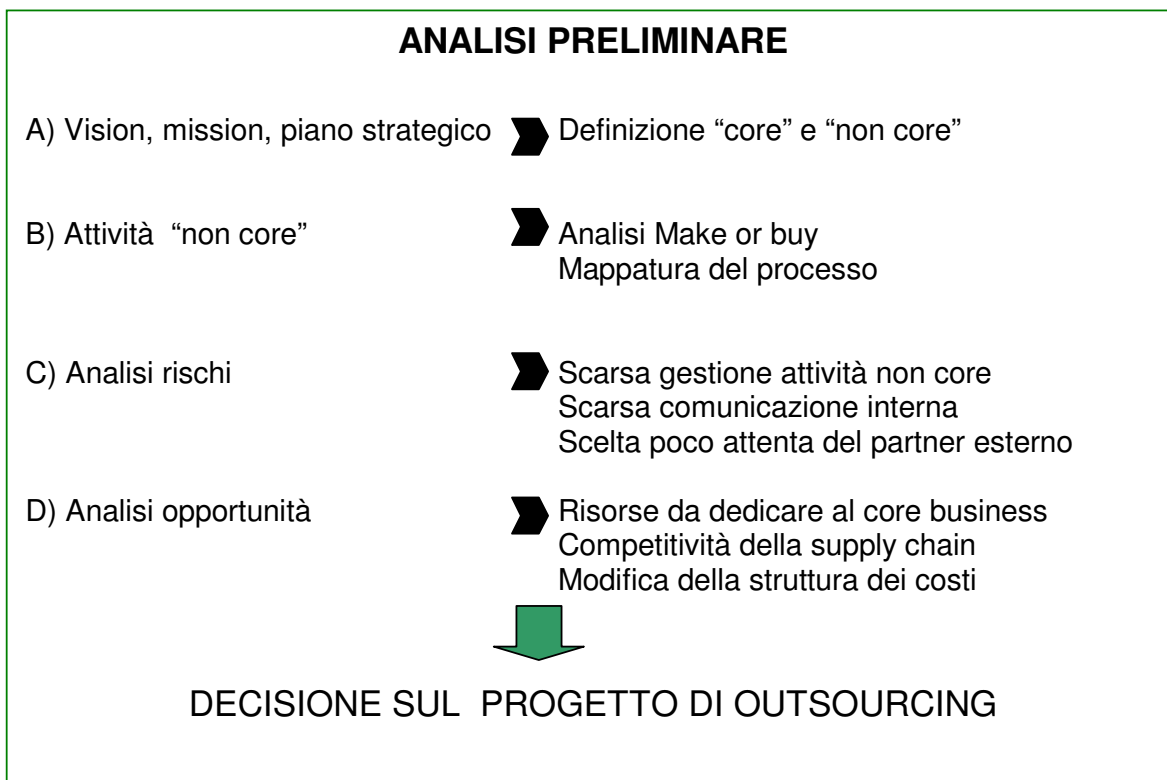 ANALISI PRELIMINARE
A) Vision, mission, piano strategico Definizione “core” e “non core”
B) Attività “non core” Analisi Make or buy
Mappatura del processo
C) Analisi rischi Scarsa gestione attività non core
Scarsa comunicazione interna
Scelta poco attenta del partner esterno
D) Analisi opportunità Risorse da dedicare al core business
Competitività della supply chain
Modifica della struttura dei costi
DECISIONE SUL PROGETTO DI OUTSOURCING